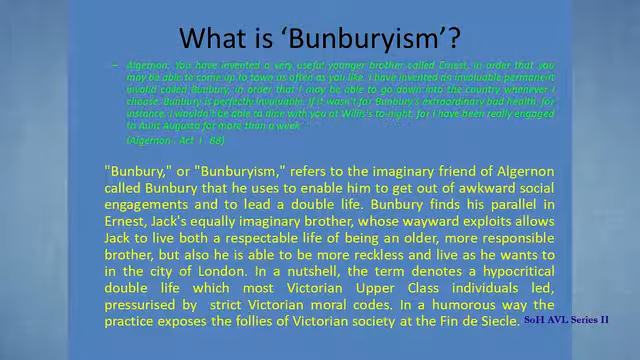 What is ‘Bunburyism’?
– Algernon: You have invented a very useful younger brother called Ernest, in order that you
may be able to come up to town as often as you like. I have invented an invaluable permanent
invalid called Bunbury, in order that I may be able to go down into the country whenever I
choose. Bunbury is perfectly invaluable. If it wasn't for Bunbury's extraordinary bad health, for
instance, I wouldn't be able to dine with you at Willis's to-night, for I have been really engaged
to Aunt Augusta for more than a week
(Algernon : Act I : 88)
"Bunbury," or "Bunburyism," refers to the imaginary friend of Algernon
called Bunbury that he uses to enable him to get out of awkward social
engagements and to lead a double life. Bunbury finds his parallel in
Ernest, Jack's equally imaginary brother, whose wayward exploits allows
Jack to live both a respectable life of being an older, more responsible
brother, but also he is able to be more reckless and live as he wants to
in the city of London. In a nutshell, the term denotes a hypocritical
double life which most Victorian Upper Class individuals led,
pressurised by strict Victorian moral codes. In a humorous way the
practice exposes the follies of Victorian society at the Fin de Siecle.
SoH AVL Series II